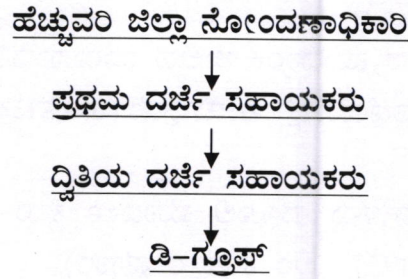 ಹೆಚ್ಚುವರಿ ಜಿಲ್ಲಾ ನೋಂದಣಾಧಿಕಾರಿ
ಪ್ರಥಮ ದರ್ಜೆ ಸಹಾಯಕರು
ದ್ವಿತಿಯ ದರ್ಜೆ ಸಹಾಯಕರು
ಡಿ-ಗ್ರೂಪ್